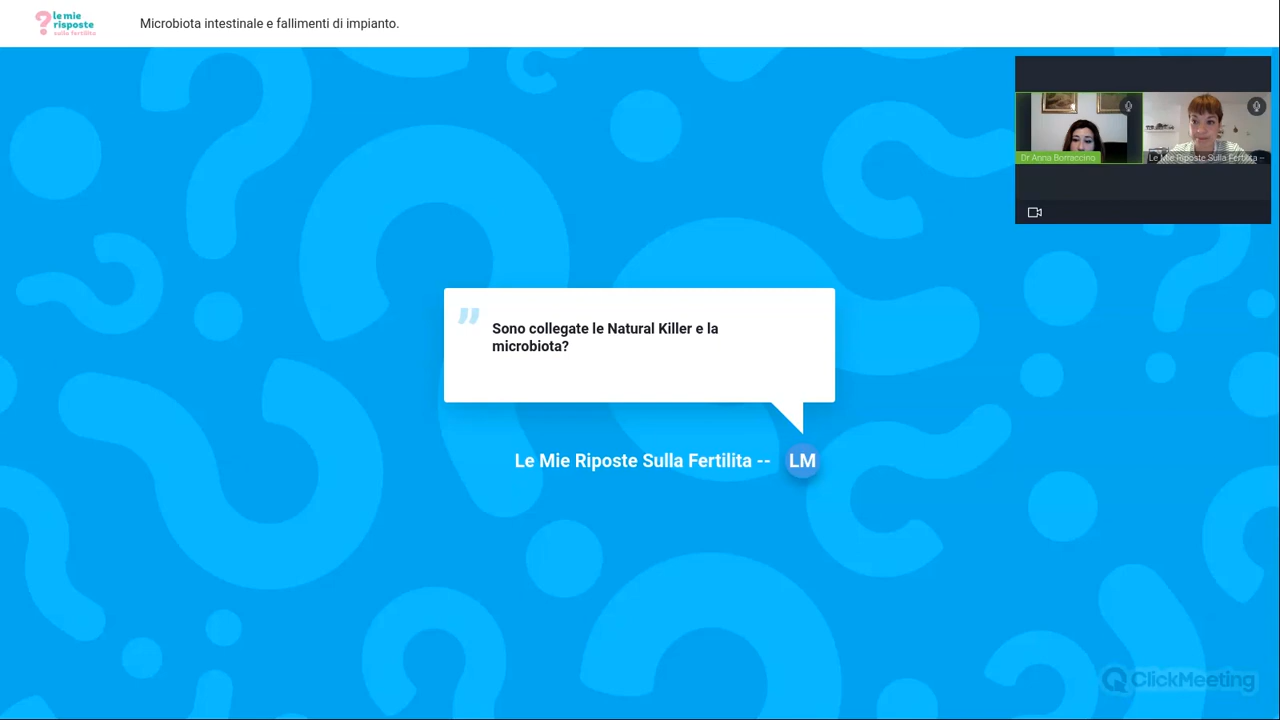 le mie
risposte
sulla fertilita
Microbiota intestinale e fallimenti di impianto.
Dr Anna Borraccino
Le Mie Riposte Sulla Fertilita --
Sono collegate le Natural Killer e la
microbiota?
Le Mie Riposte Sulla Fertilita --
LM
ClickMeeting